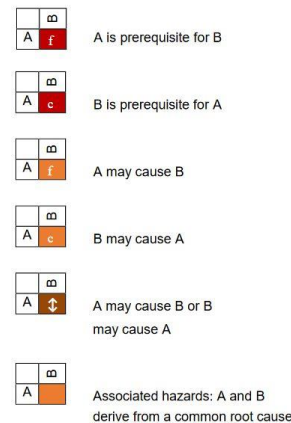 B
A f A is prerequisite for B
B
A c B is prerequisite for A
B
A f A may cause B
B
A c B may cause A
B
A ↕ A may cause B or B
may cause A
B
A Associated hazards: A and B
derive from a common root cause